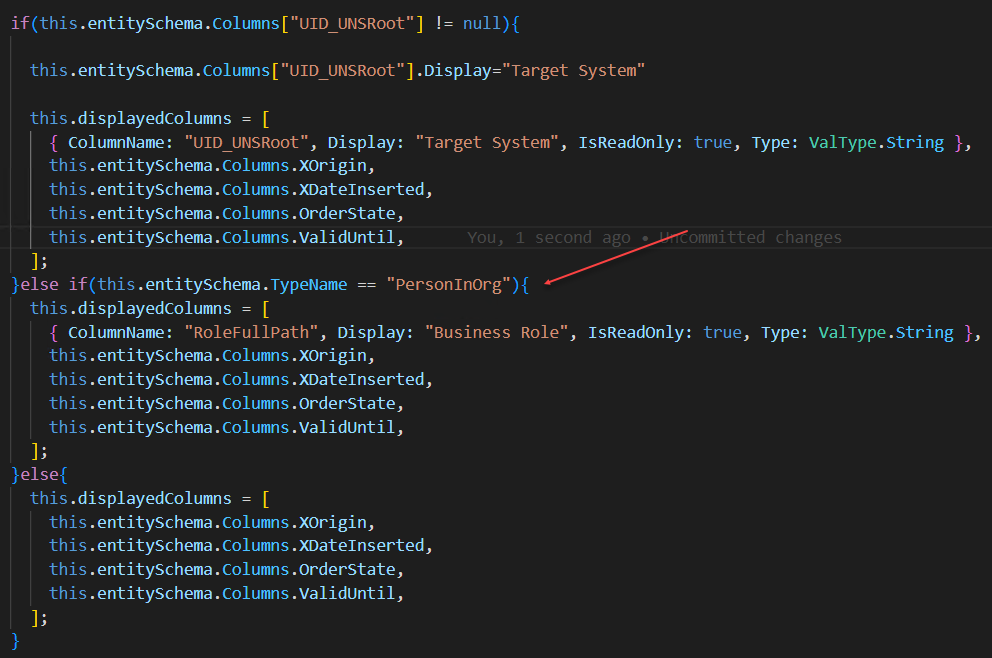 if(this.entitySchema.Columns["UID_UNSRoot"] != null){
this.entitySchema.Columns["UID_UNSRoot"].Display="Target System"
this.displayedColumns = [
{ ColumnName: "UID_UNSRoot", Display: "Target System", IsReadOnly: true, Type: ValType.String },
this.entitySchema.Columns.XOrigin,
this.entitySchema.Columns.XDateInserted,
this.entitySchema.Columns.OrderState,
this.entitySchema.Columns.ValidUntil, You, 1 second ago • Uncommitted changes
];
}else if(this.entitySchema.TypeName == "PersonInOrg"){
this.displayedColumns = [
{ ColumnName: "RoleFullPath", Display: "Business Role", IsReadOnly: true, Type: ValType.String },
this.entitySchema.Columns.XOrigin,
this.entitySchema.Columns.XDateInserted,
this.entitySchema.Columns.OrderState,
this.entitySchema.Columns.ValidUntil,
];
}else{
this.displayedColumns = [
this.entitySchema.Columns.XOrigin,
this.entitySchema.Columns.XDateInserted,
this.entitySchema.Columns.OrderState,
this.entitySchema.Columns.ValidUntil,
];
}